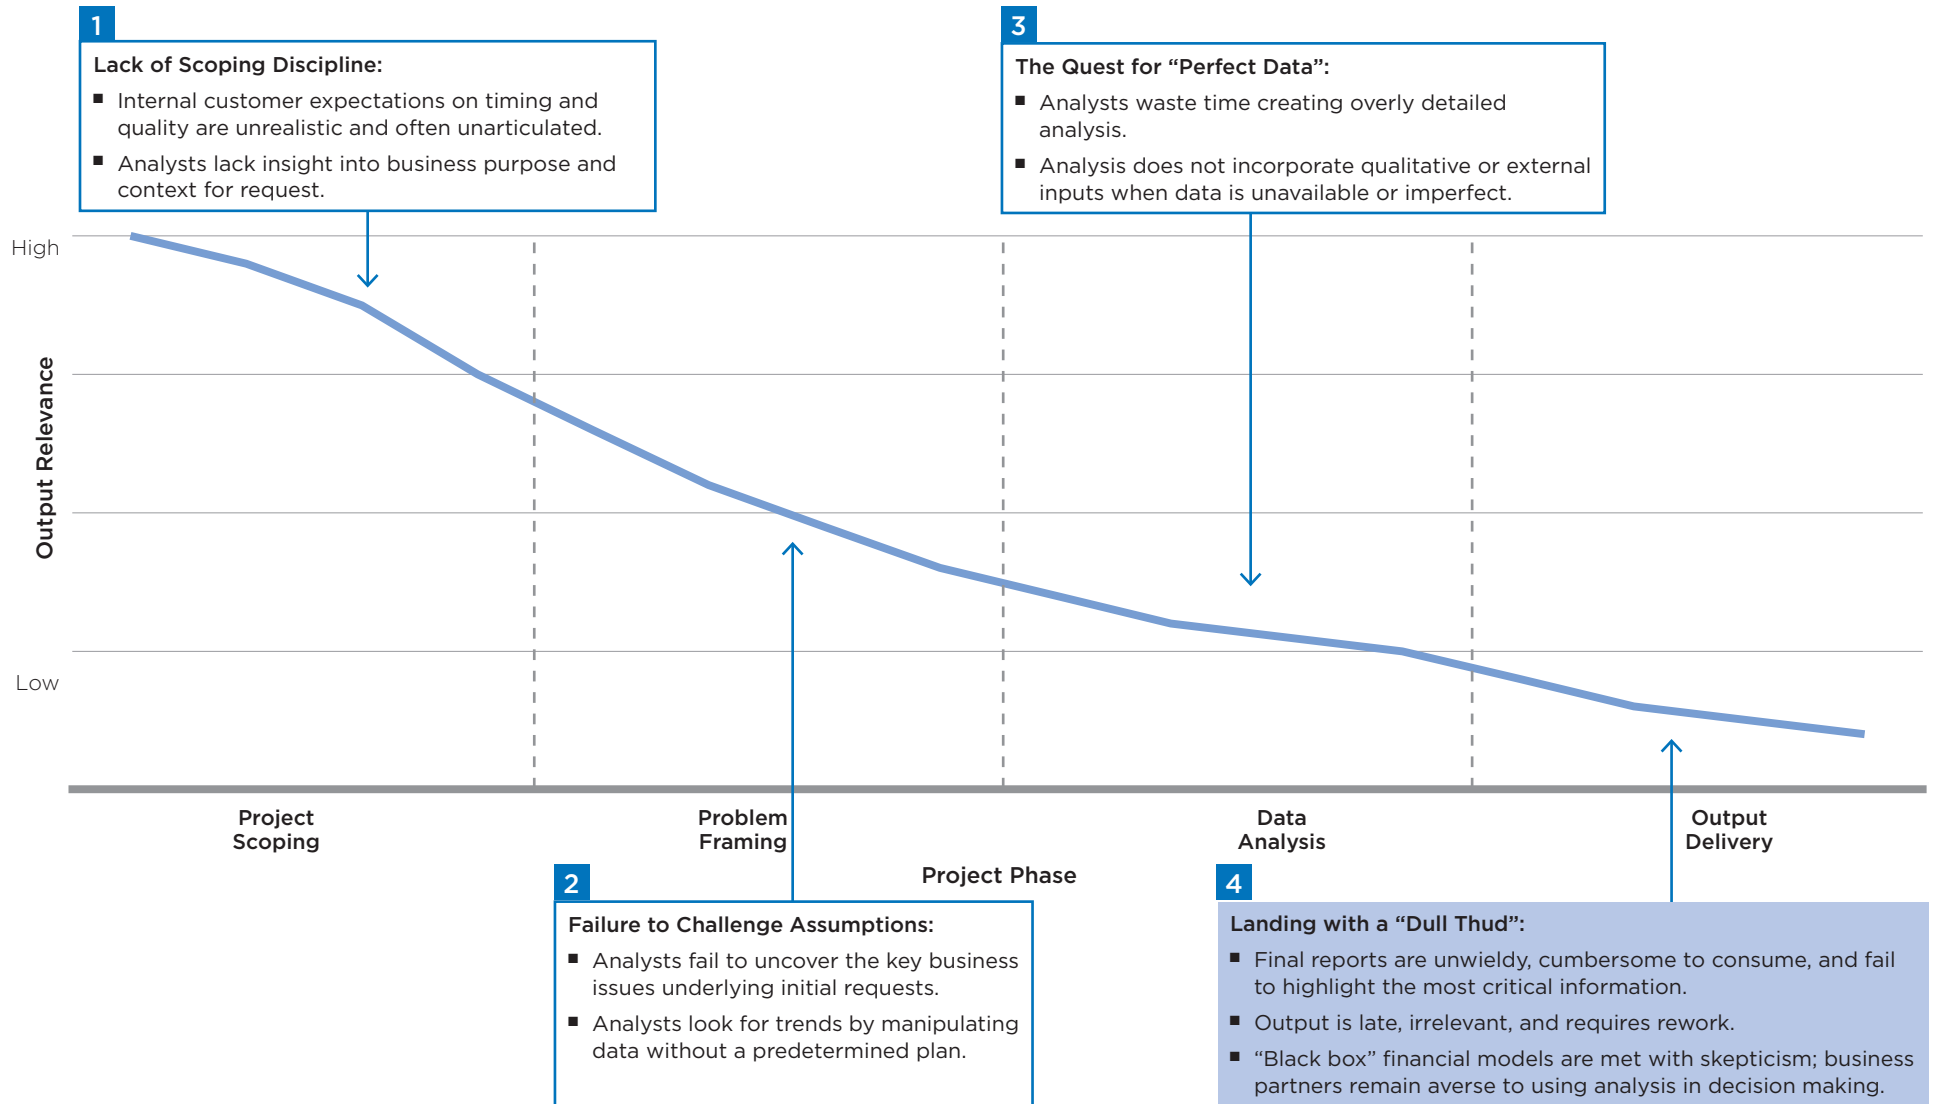 1
Lack of Scoping Discipline:
■ Internal customer expectations on timing and
quality are unrealistic and often unarticulated.
■ Analysts lack insight into business purpose and
context for request.
3
The Quest for “Perfect Data”:
■ Analysts waste time creating overly detailed
analysis.
■ Analysis does not incorporate qualitative or external
inputs when data is unavailable or imperfect.
High
Output Relevance
Low
Project
Scoping
Problem
Framing
Data
Analysis
Output
Delivery
Project Phase
2
Failure to Challenge Assumptions:
■ Analysts fail to uncover the key business
issues underlying initial requests.
■ Analysts look for trends by manipulating
data without a predetermined plan.
4
Landing with a “Dull Thud”:
■ Final reports are unwieldy, cumbersome to consume, and fail
to highlight the most critical information.
■ Output is late, irrelevant, and requires rework.
■ “Black box” financial models are met with skepticism; business
partners remain averse to using analysis in decision making.